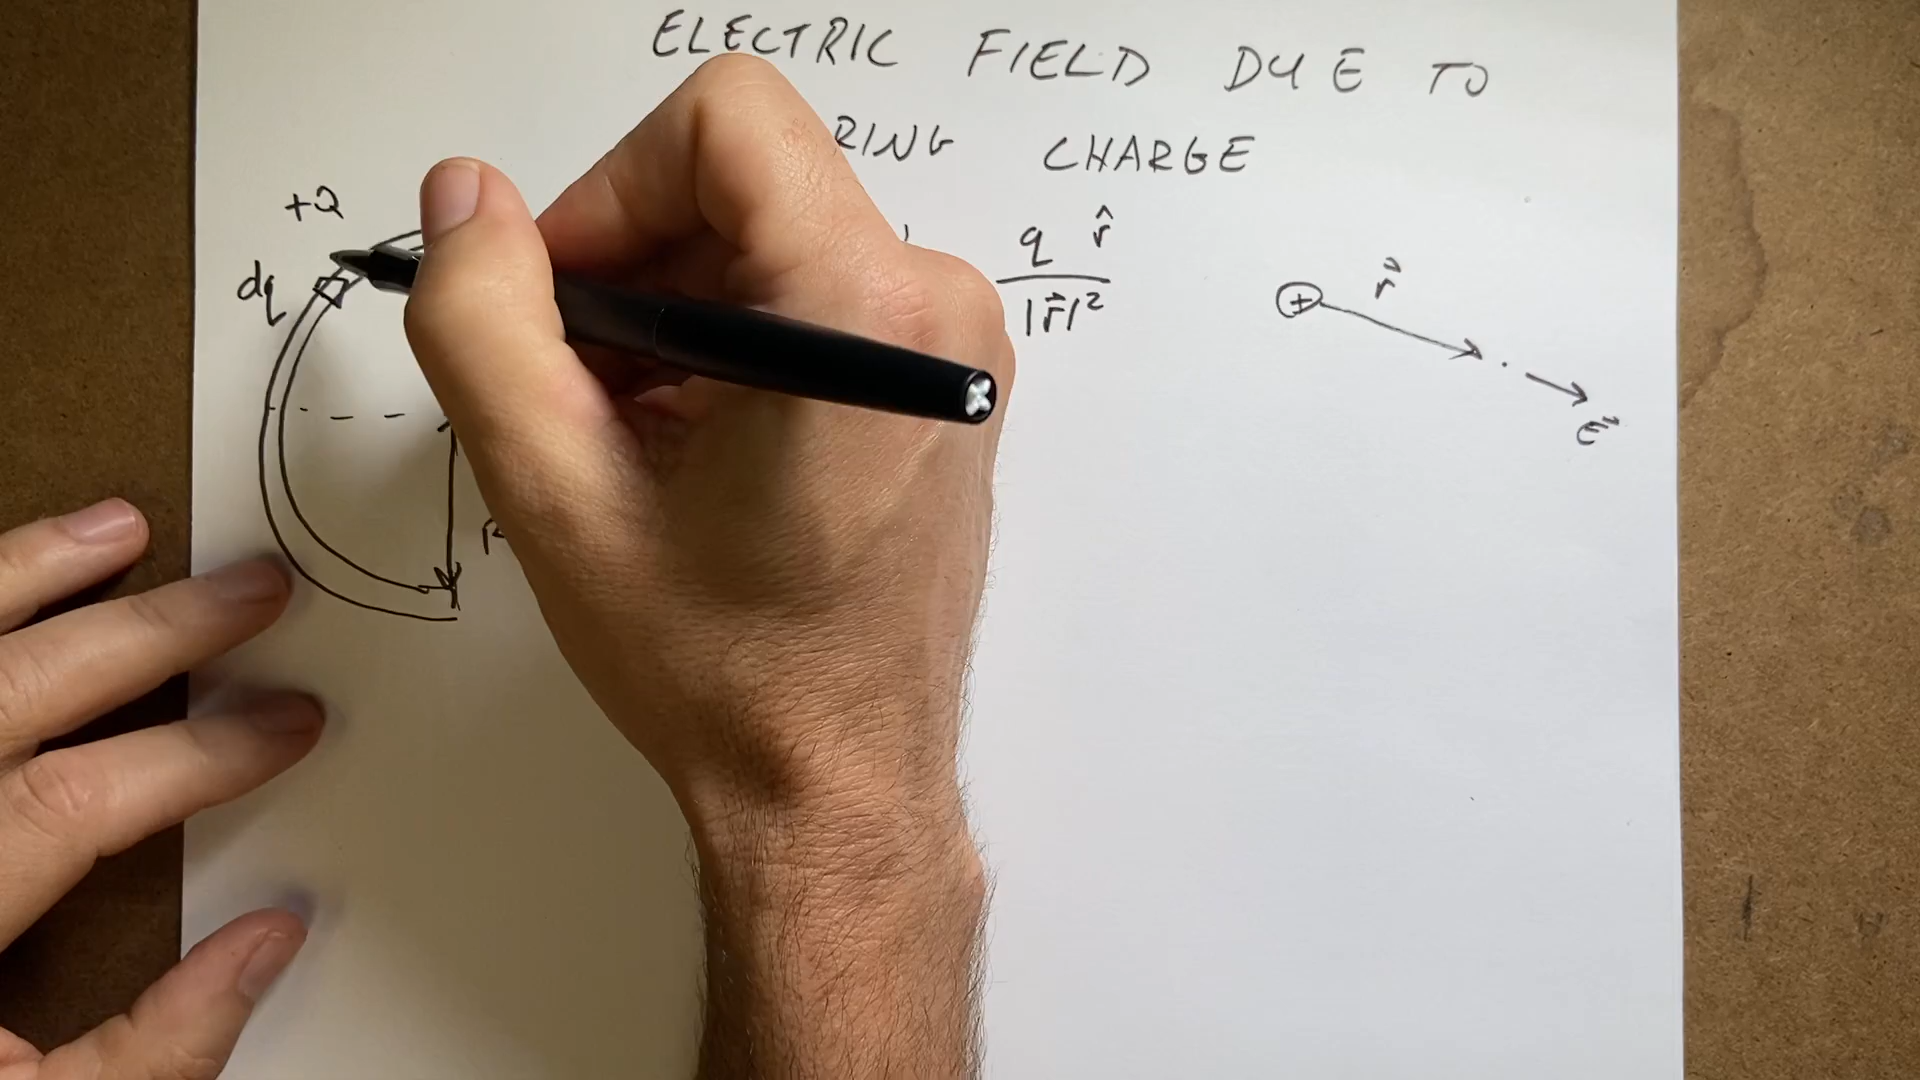 ELECTRIC FIELD DUE TO
RING CHARGE
+Q
dq
q r̂
|r⃗|²
+
r⃗
E⃗
R